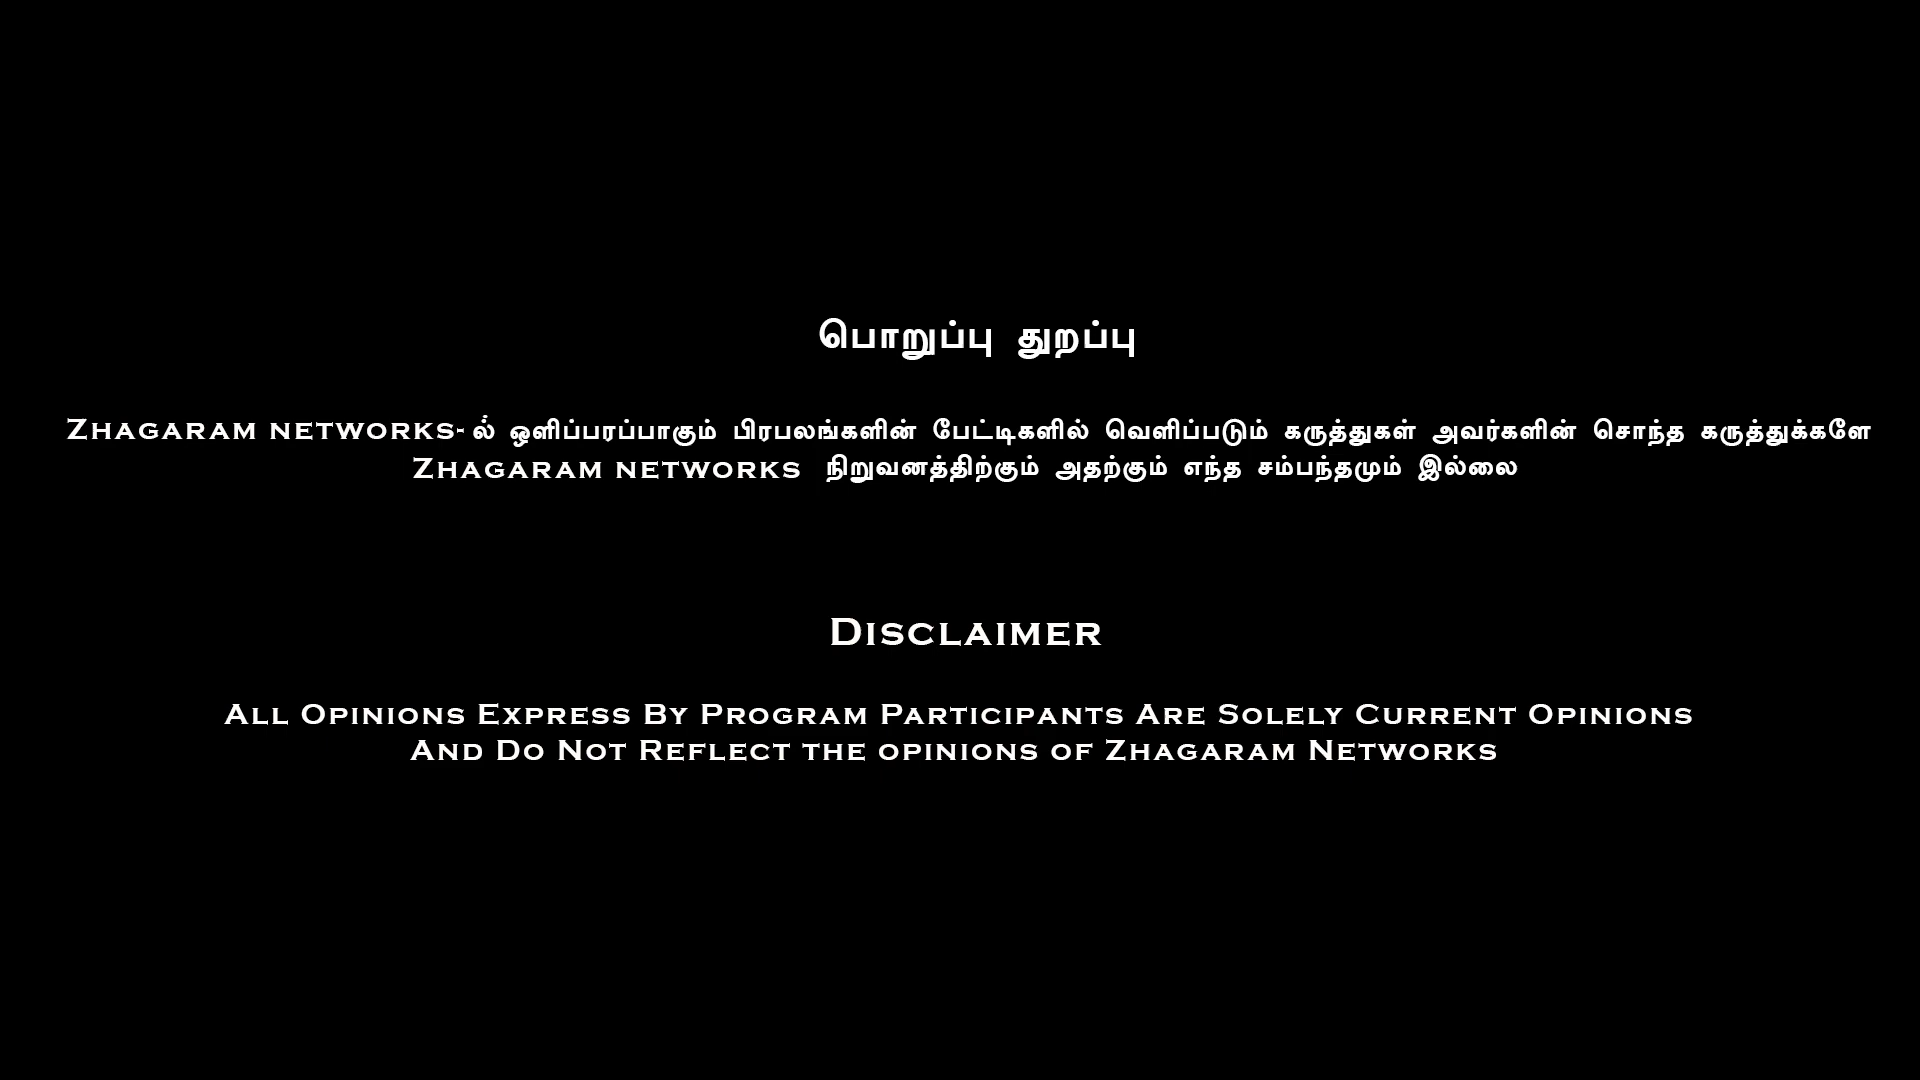 பொறுப்பு துறப்பு
ZHAGARAM NETWORKS-ல் ஒளிப்பரப்பாகும் பிரபலங்களின் பேட்டிகளில் வெளிப்படும் கருத்துகள் அவர்களின் சொந்த கருத்துக்களே
ZHAGARAM NETWORKS நிறுவனத்திற்கும் அதற்கும் எந்த சம்பந்தமும் இல்லை
DISCLAIMER
ALL OPINIONS EXPRESS BY PROGRAM PARTICIPANTS ARE SOLELY CURRENT OPINIONS
AND DO NOT REFLECT THE OPINIONS OF ZHAGARAM NETWORKS